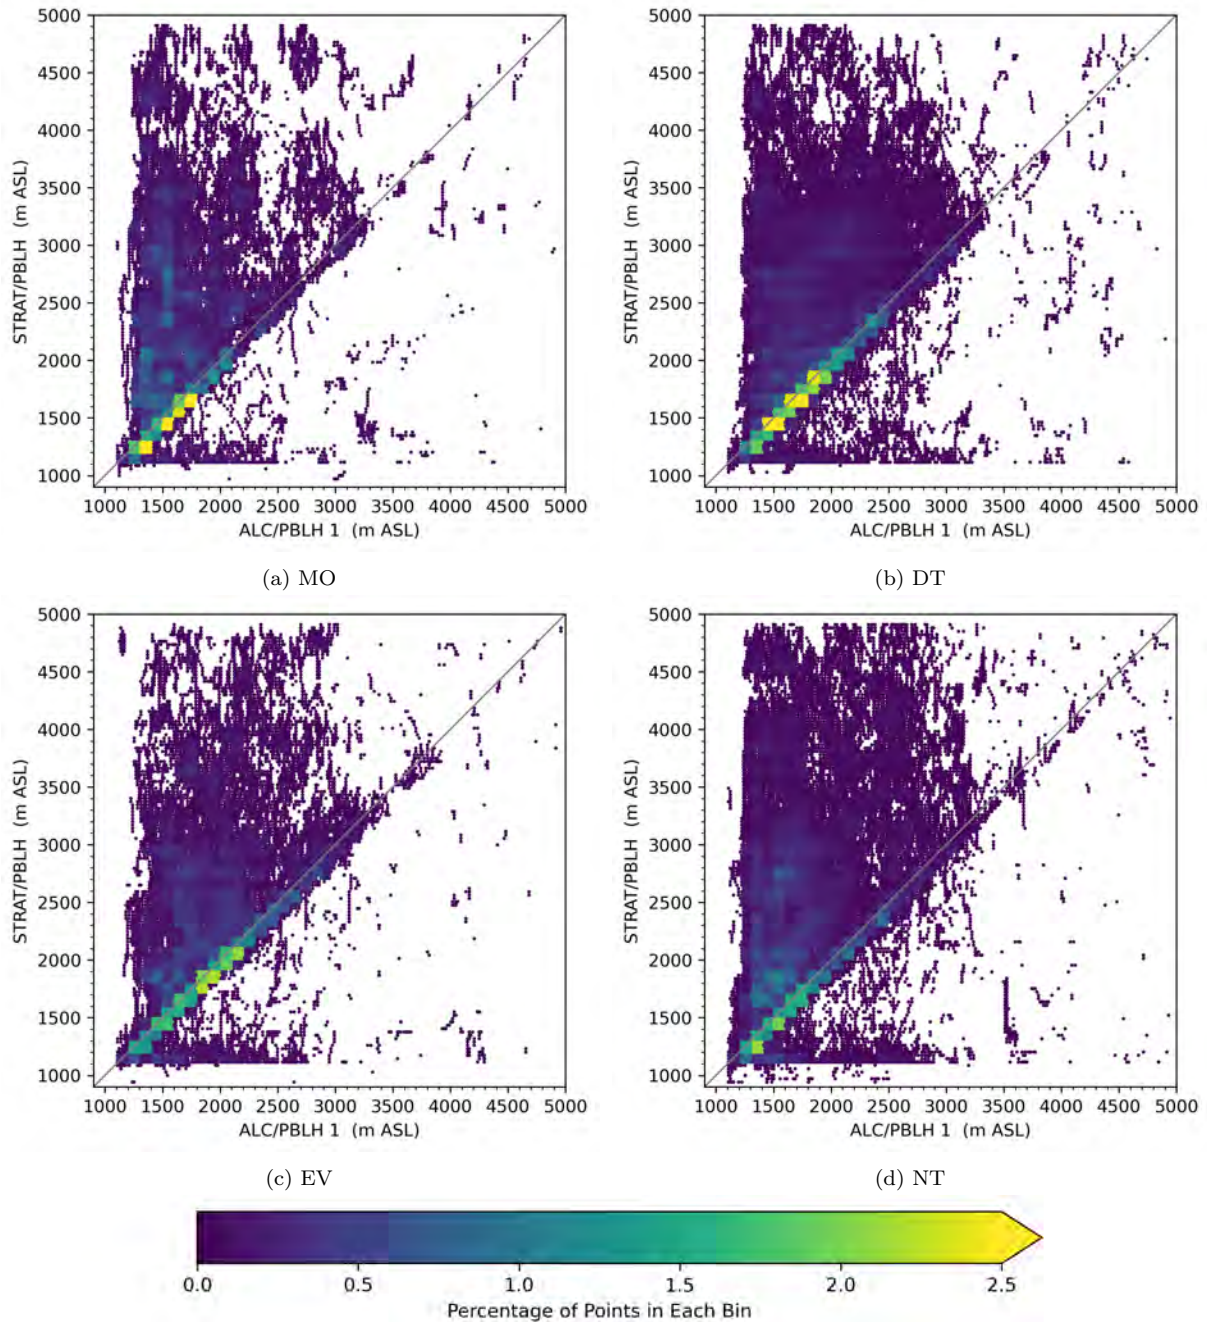 5000 4500 4000 3500 3000 2500 2000 1500 1000
STRAT/PBLH (m ASL)
1000 1500 2000 2500 3000 3500 4000 4500 5000
ALC/PBLH 1 (m ASL)
(a) MO
5000 4500 4000 3500 3000 2500 2000 1500 1000
STRAT/PBLH (m ASL)
1000 1500 2000 2500 3000 3500 4000 4500 5000
ALC/PBLH 1 (m ASL)
(b) DT
5000 4500 4000 3500 3000 2500 2000 1500 1000
STRAT/PBLH (m ASL)
1000 1500 2000 2500 3000 3500 4000 4500 5000
ALC/PBLH 1 (m ASL)
(c) EV
5000 4500 4000 3500 3000 2500 2000 1500 1000
STRAT/PBLH (m ASL)
1000 1500 2000 2500 3000 3500 4000 4500 5000
ALC/PBLH 1 (m ASL)
(d) NT
0.0 0.5 1.0 1.5 2.0 2.5
Percentage of Points in Each Bin